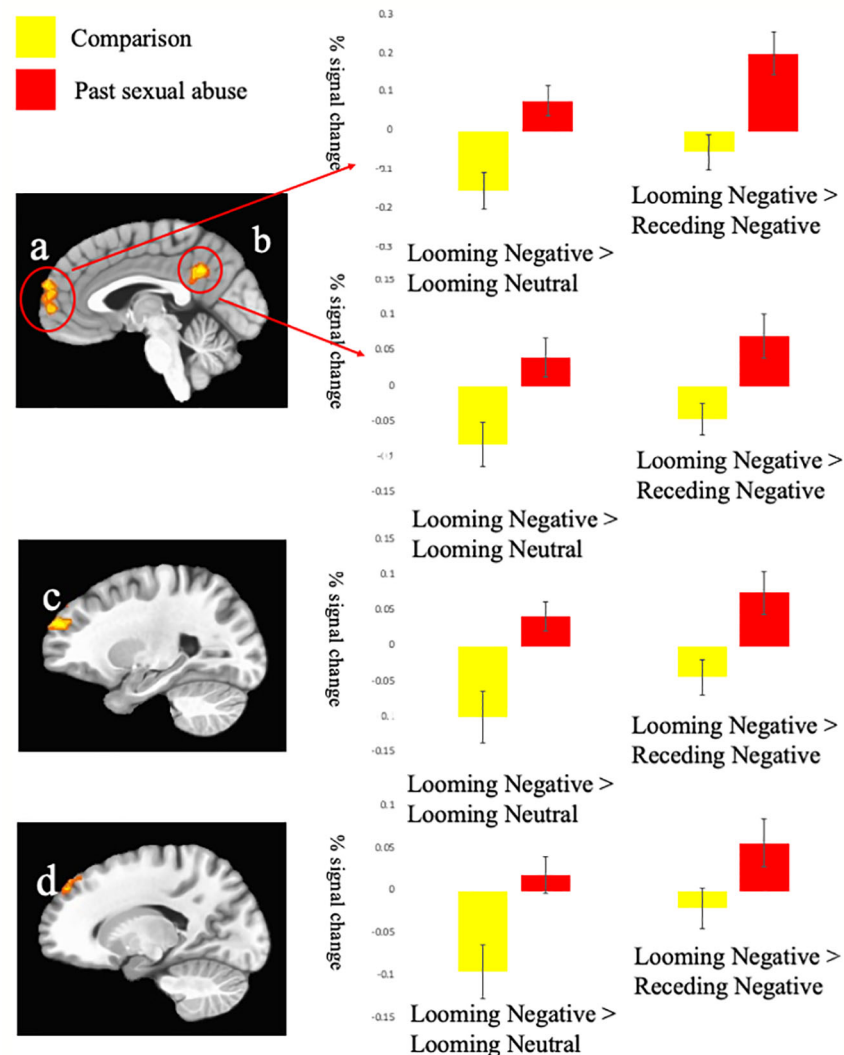 Comparison
Past sexual abuse
a
b
% signal change
0.3
0.2
0.1
0
-0.1
-0.2
-0.3
Looming Negative >
Looming Neutral
Looming Negative >
Receding Negative
% signal change
0.15
0.1
0.05
0
-0.05
-0.15
Looming Negative >
Looming Neutral
Looming Negative >
Receding Negative
c
% signal change
0.15
0.1
0.05
0
-0.05
-0.15
Looming Negative >
Looming Neutral
Looming Negative >
Receding Negative
d
% signal change
0.1
0.05
0
-0.05
-0.1
-0.15
Looming Negative >
Looming Neutral
Looming Negative >
Receding Negative